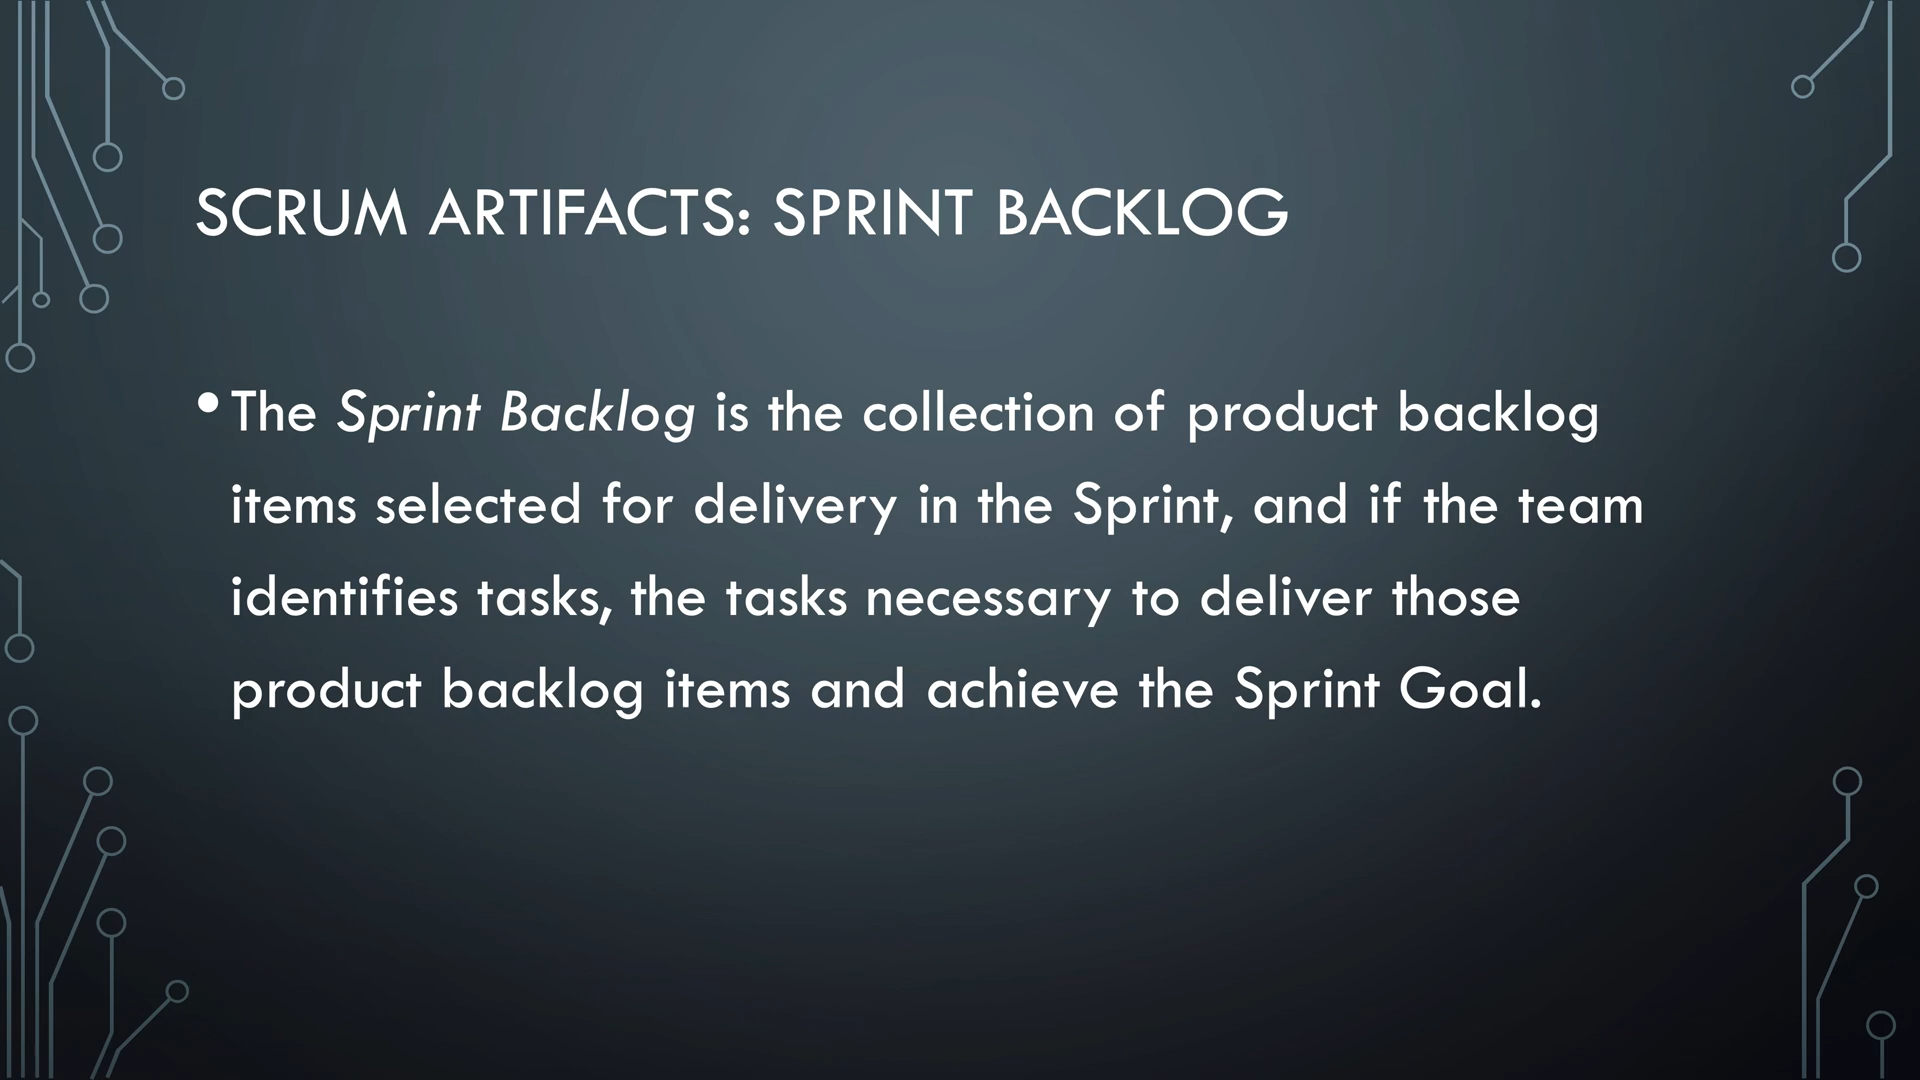 SCRUM ARTIFACTS: SPRINT BACKLOG
• The Sprint Backlog is the collection of product backlog
items selected for delivery in the Sprint, and if the team
identifies tasks, the tasks necessary to deliver those
product backlog items and achieve the Sprint Goal.